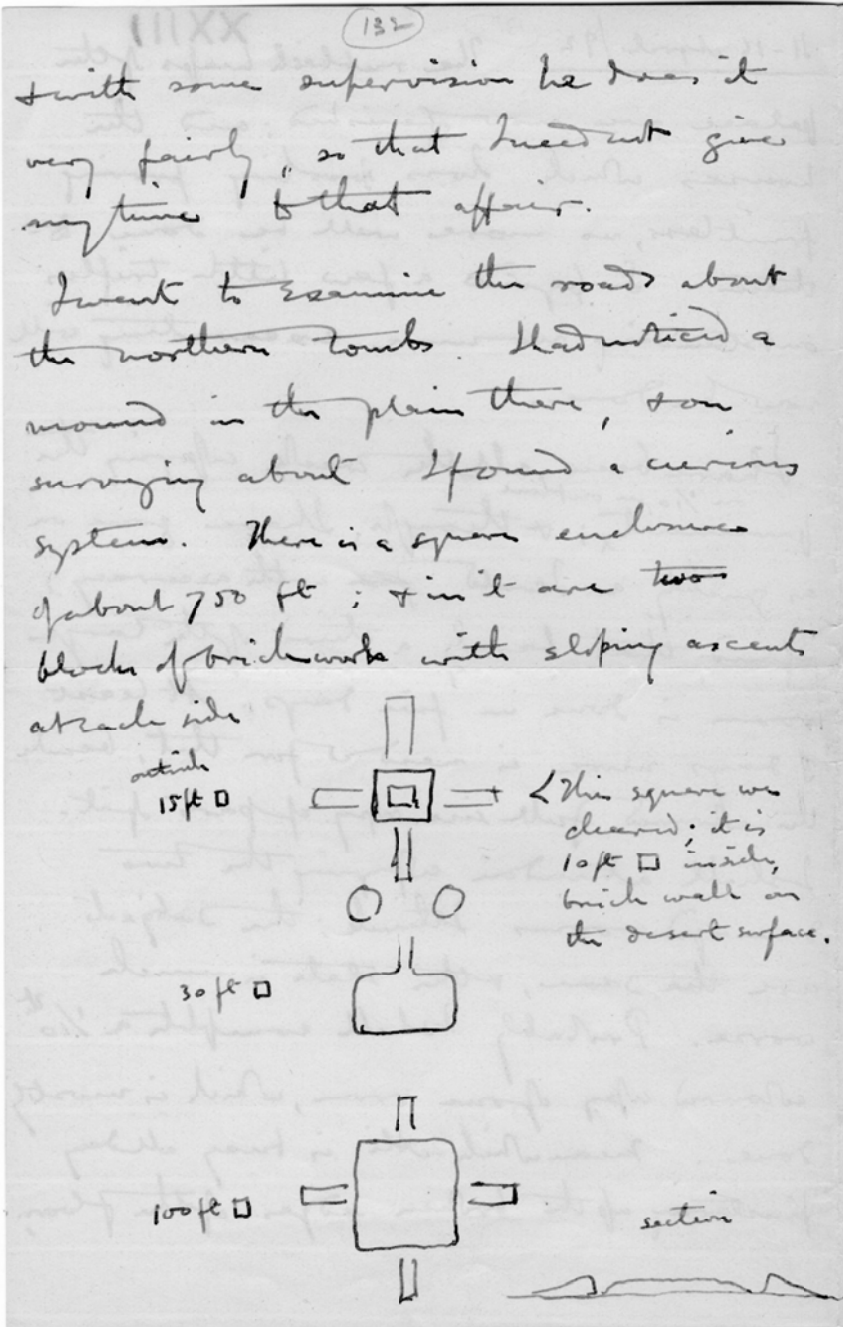 132
& with some supervision he does it
very fairly, so that I need not give
my time to that affair.
I went to examine the roads about
the northern tombs. I had noticed a
mound in the plain there, & on
surveying about I found a curious
system. There is a square enclosure
of about 750 ft ; & in it are two
blocks of brickwork with sloping ascents
at each side
outside
15 ft □
< This square we
cleared; it is
10 ft □ inside,
brick wall on
the desert surface.
30 ft □
100 ft □
section